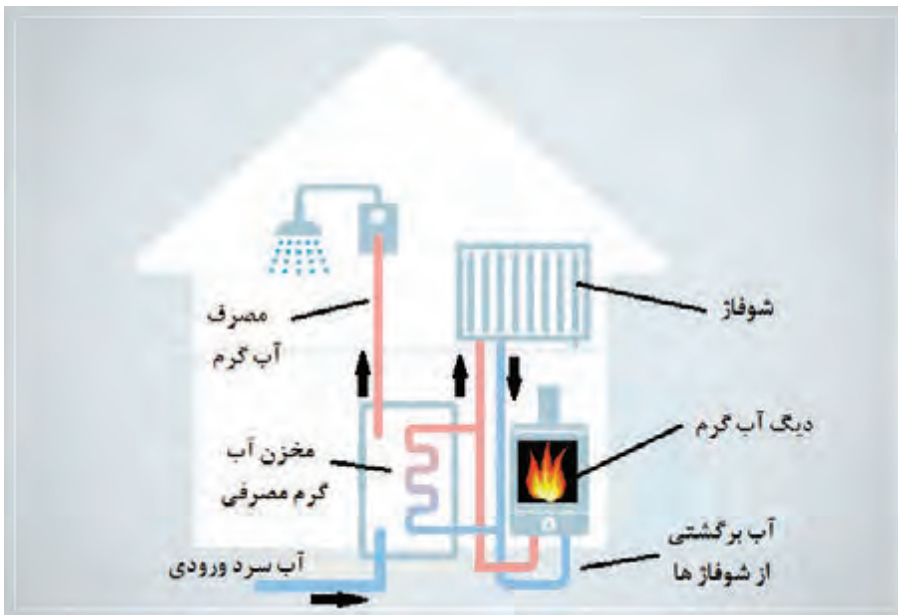 شوفاژ
مصرف
آب گرم
دیگ آب گرم
مخزن آب
گرم مصرفی
آب برگشتی
از شوفاژ ها
آب سرد ورودی